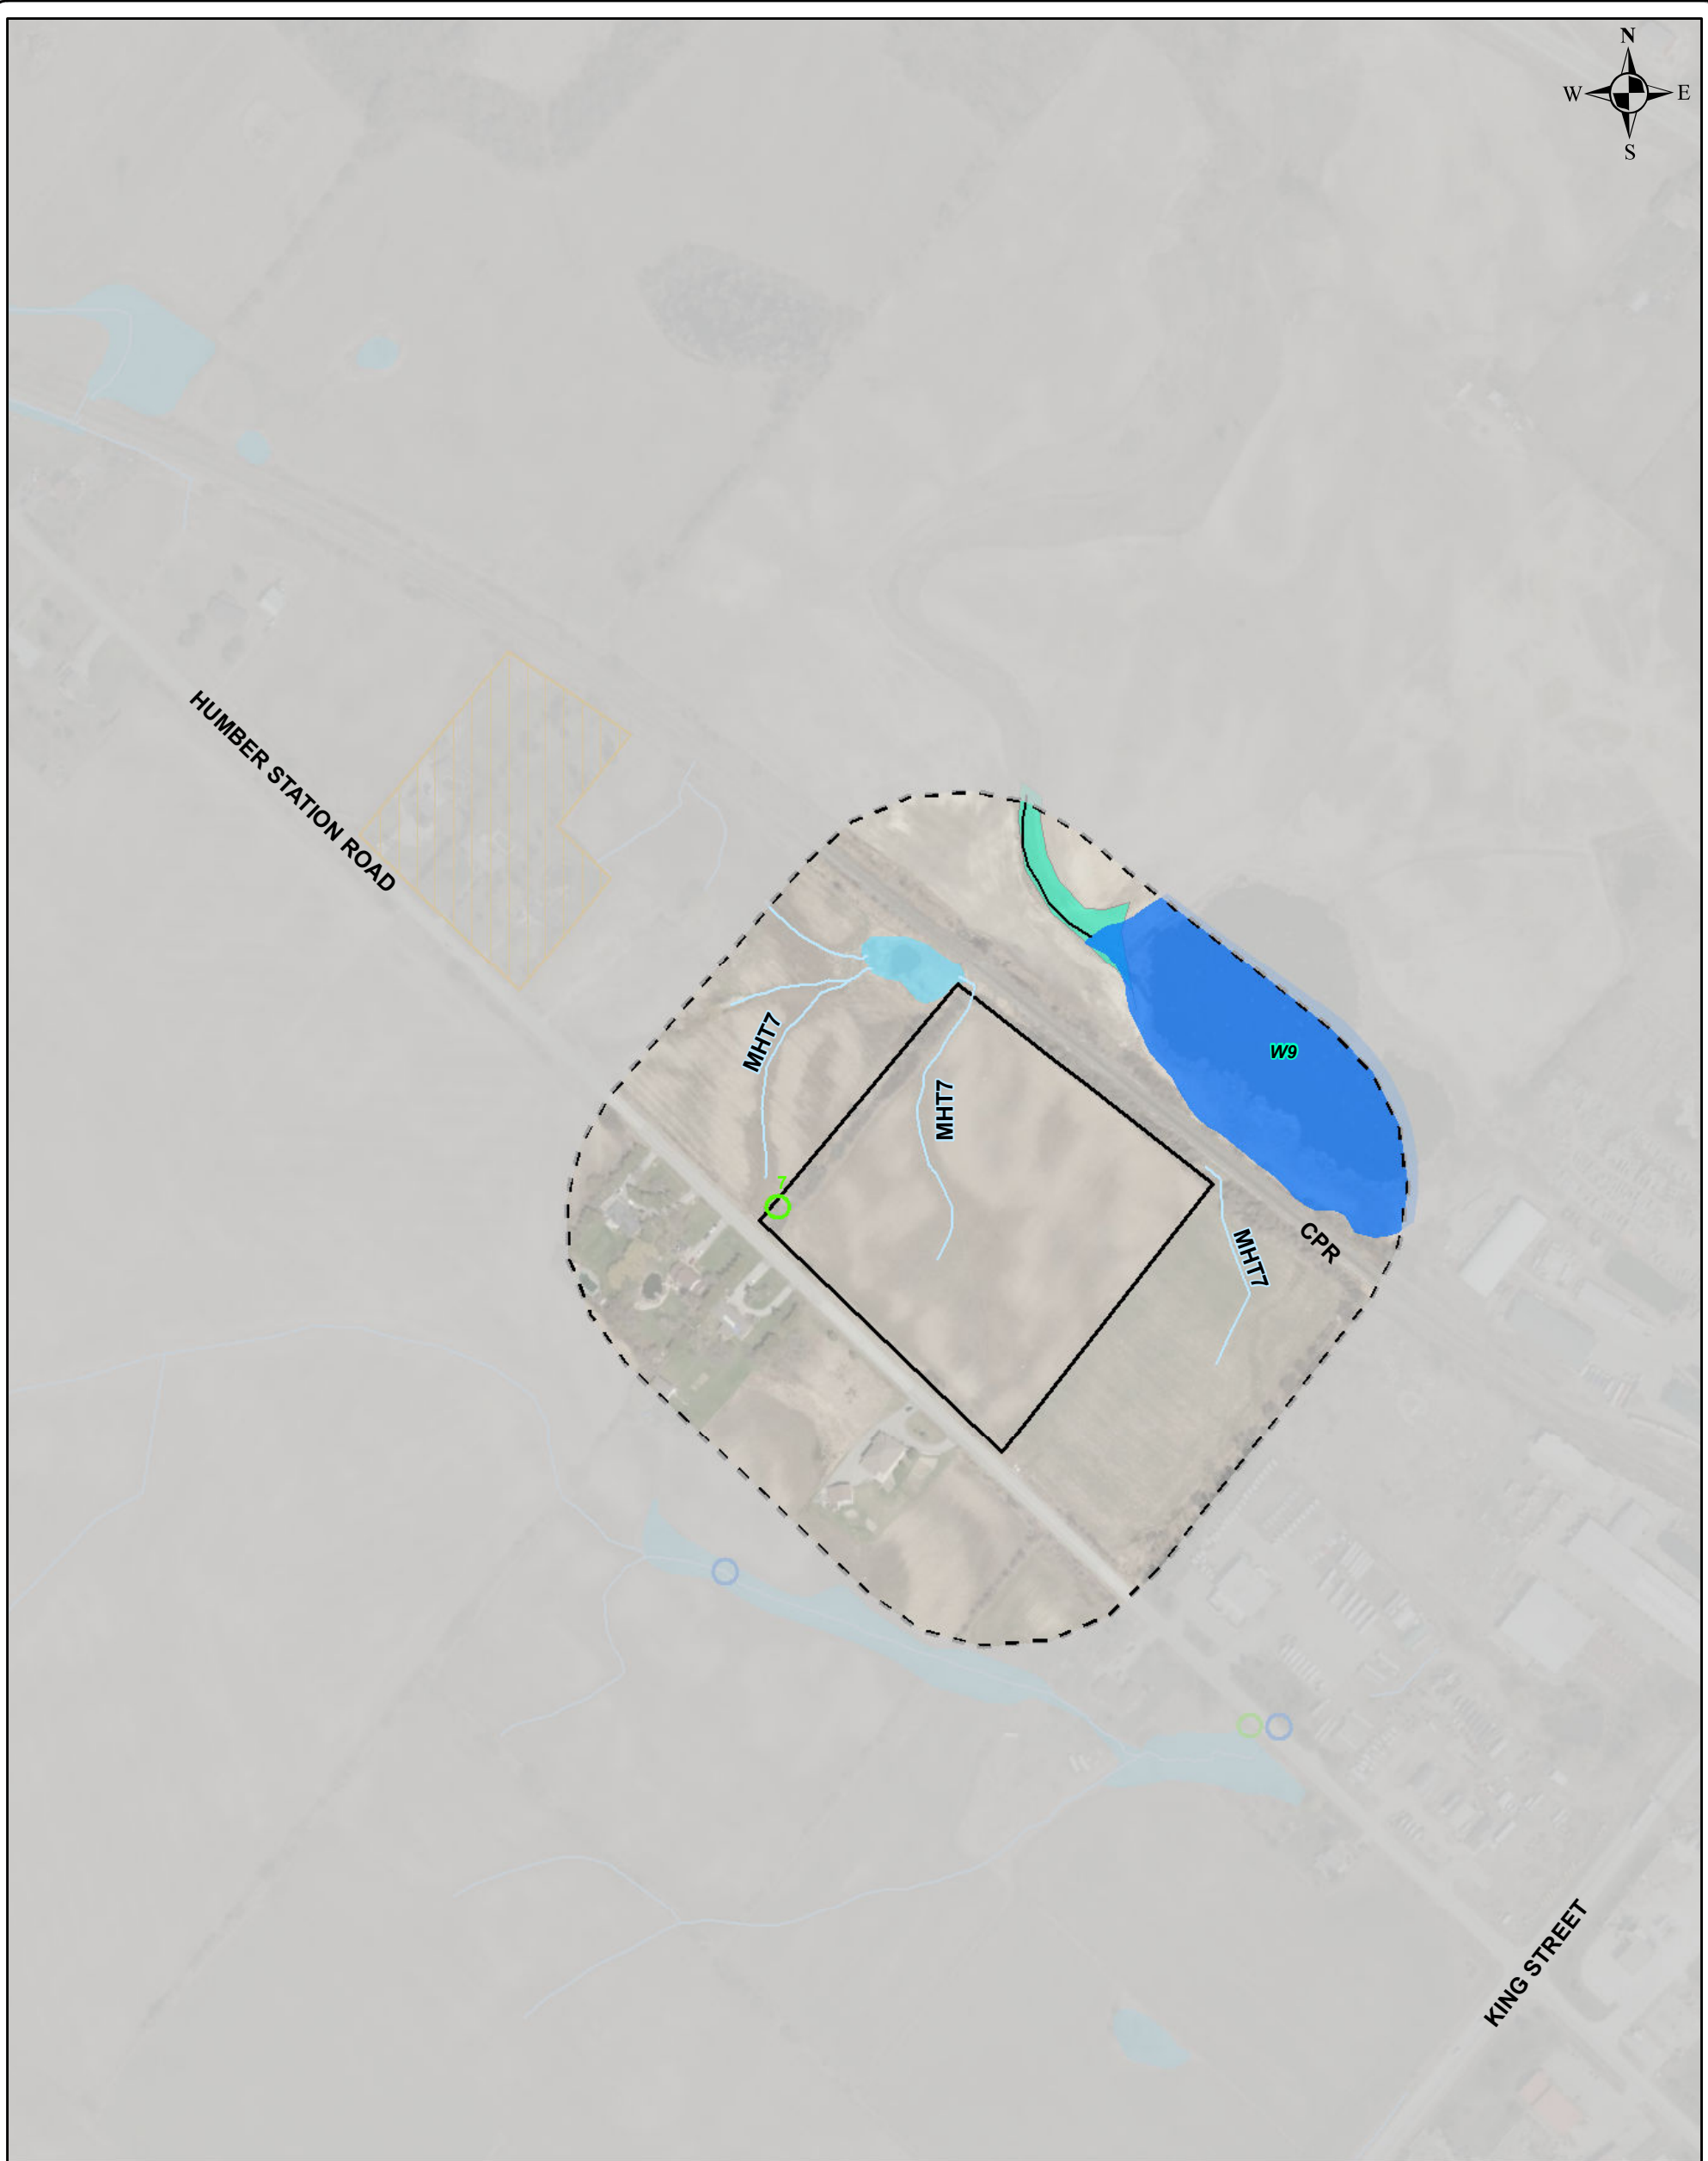 N
W E
S
HUMBER STATION ROAD
W9
MHT7
MHT7
7
CPR
MHT7
KING STREET